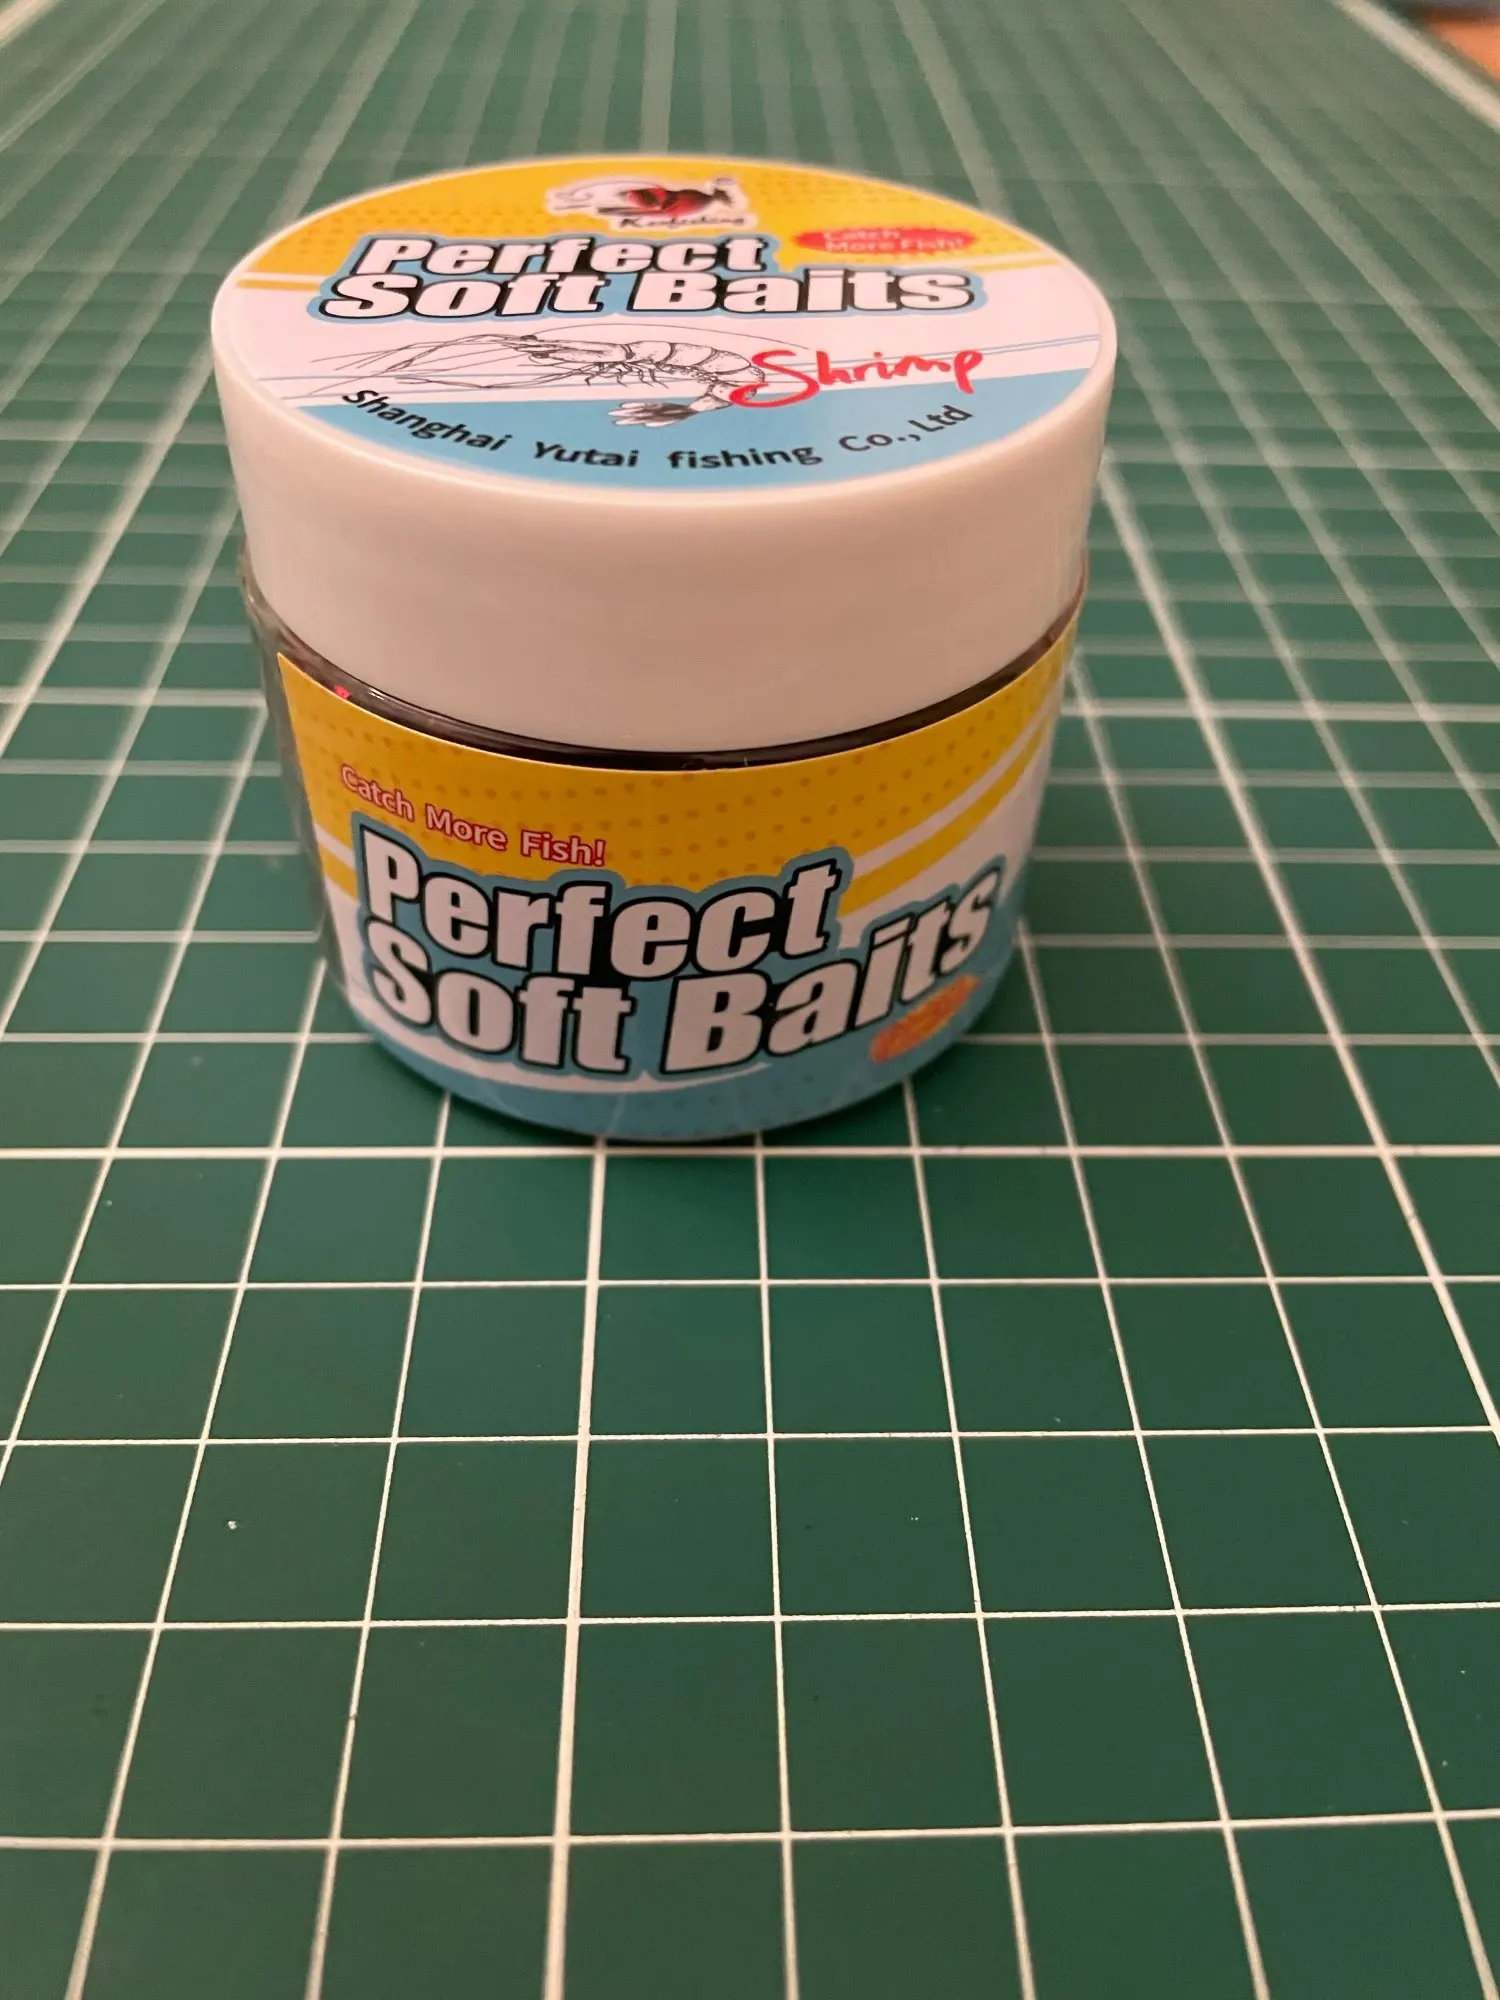 Perfect
Soft Baits
Catch
More Fish!
Shrimp
Shanghai Yutai fishing Co.,Ltd
Catch More Fish!
Perfect
Soft Baits